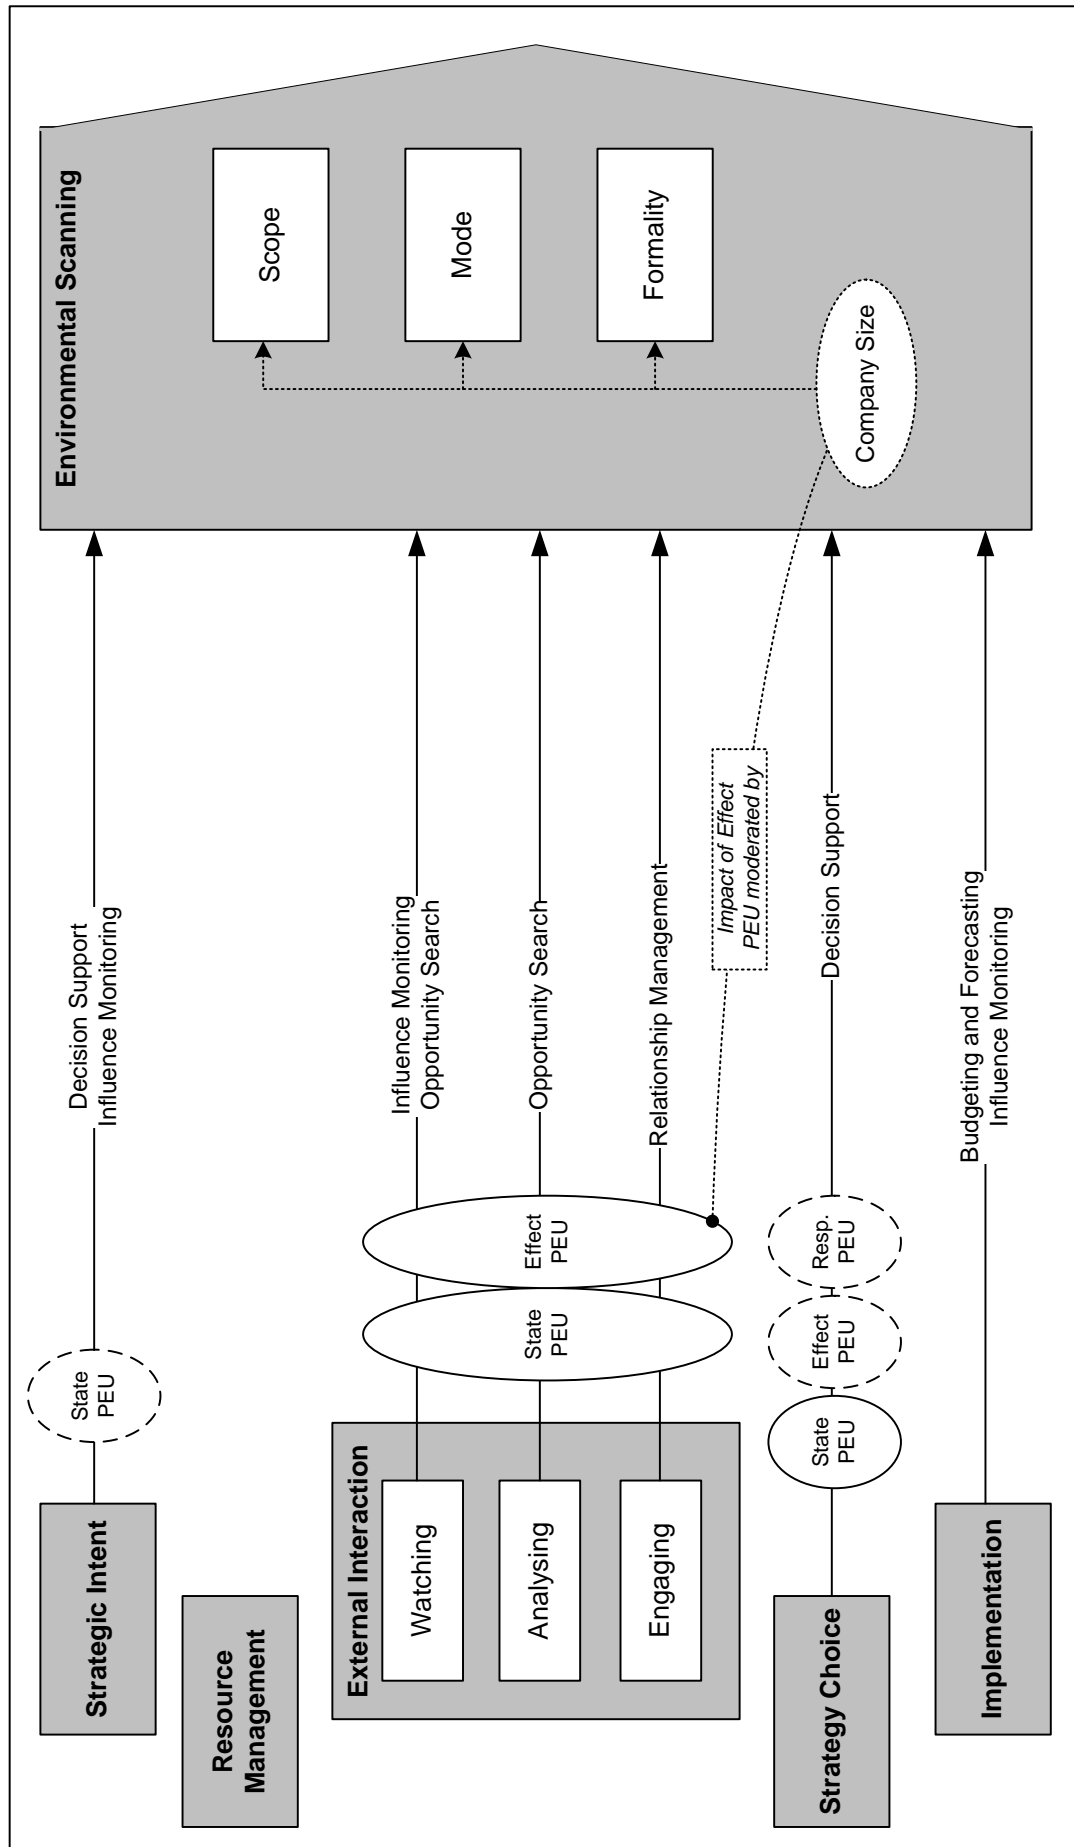 Strategic Intent
State
PEU
Decision Support
Influence Monitoring
Environmental Scanning
Resource
Management
External Interaction
Watching
Analysing
Engaging
State
PEU
Effect
PEU
Influence Monitoring
Opportunity Search
Opportunity Search
Relationship Management
Impact of Effect
PEU moderated by
Scope
Mode
Formality
Company Size
Strategy Choice
State
PEU
Effect
PEU
Resp.
PEU
Decision Support
Implementation
Budgeting and Forecasting
Influence Monitoring